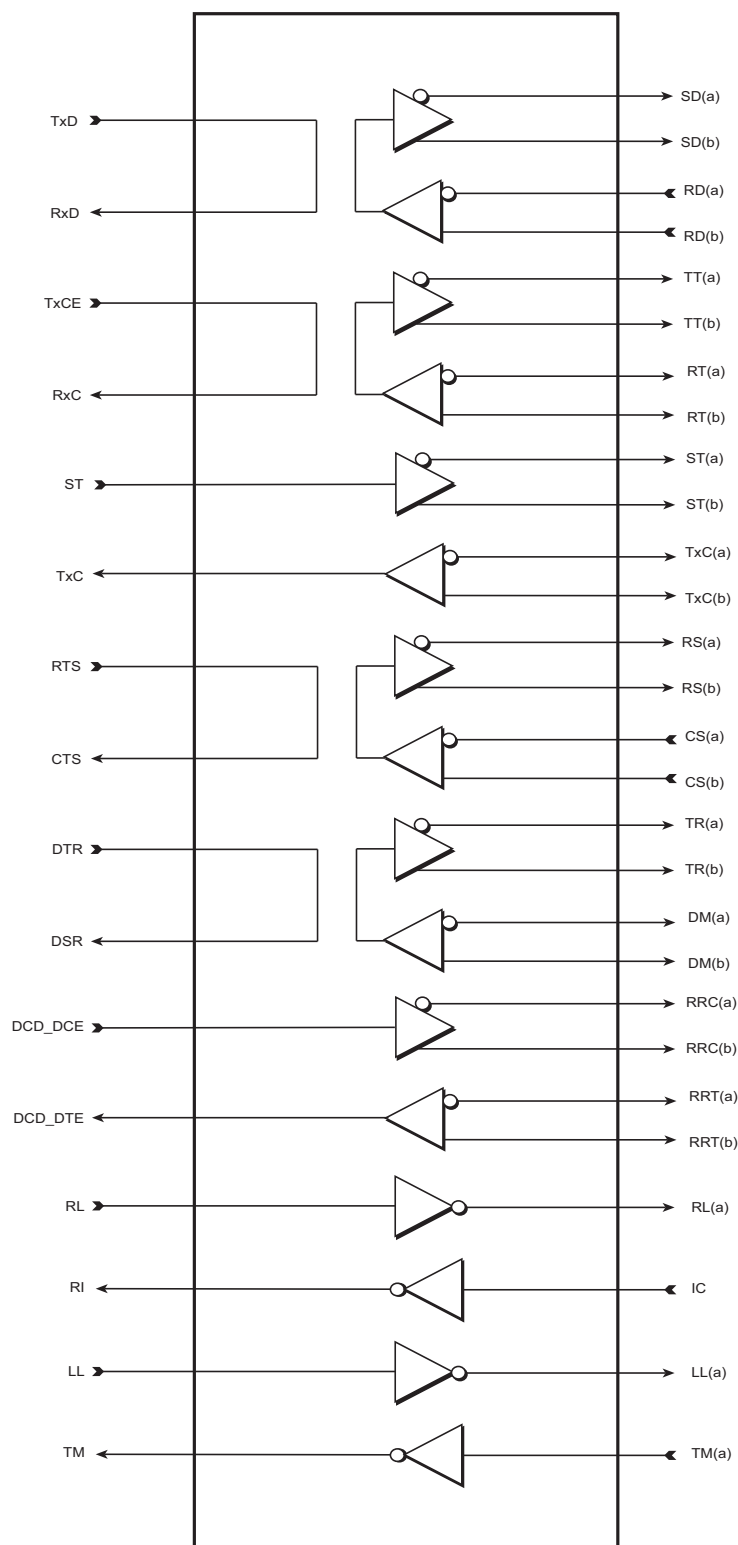 TxD
SD(a)
SD(b)
RxD
RD(a)
RD(b)
TxCE
TT(a)
TT(b)
RxC
RT(a)
RT(b)
ST
ST(a)
ST(b)
TxC
TxC(a)
TxC(b)
RTS
RS(a)
RS(b)
CTS
CS(a)
CS(b)
DTR
TR(a)
TR(b)
DSR
DM(a)
DM(b)
DCD_DCE
RRC(a)
RRC(b)
DCD_DTE
RRT(a)
RRT(b)
RL
RL(a)
RI
IC
LL
LL(a)
TM
TM(a)